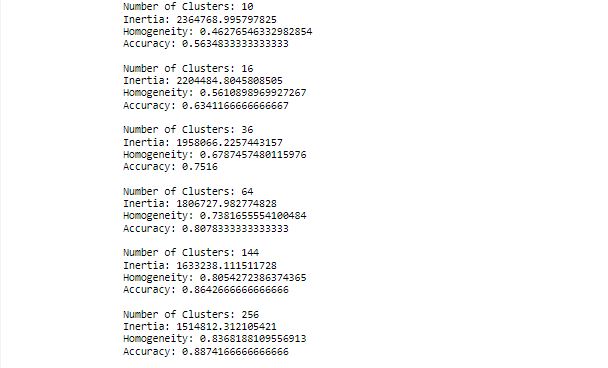 Number of Clusters: 10
Inertia: 2364768.995797825
Homogeneity: 0.46276546332982854
Accuracy: 0.5634833333333333
Number of Clusters: 16
Inertia: 2204484.8045808505
Homogeneity: 0.5610898969927267
Accuracy: 0.6341166666666667
Number of Clusters: 36
Inertia: 1958066.2257443157
Homogeneity: 0.6787457480115976
Accuracy: 0.7516
Number of Clusters: 64
Inertia: 1806727.982774828
Homogeneity: 0.7381655554100484
Accuracy: 0.8078333333333333
Number of Clusters: 144
Inertia: 1633238.111511728
Homogeneity: 0.8054272386374365
Accuracy: 0.8642666666666666
Number of Clusters: 256
Inertia: 1514812.312105421
Homogeneity: 0.8368188109556913
Accuracy: 0.8874166666666666